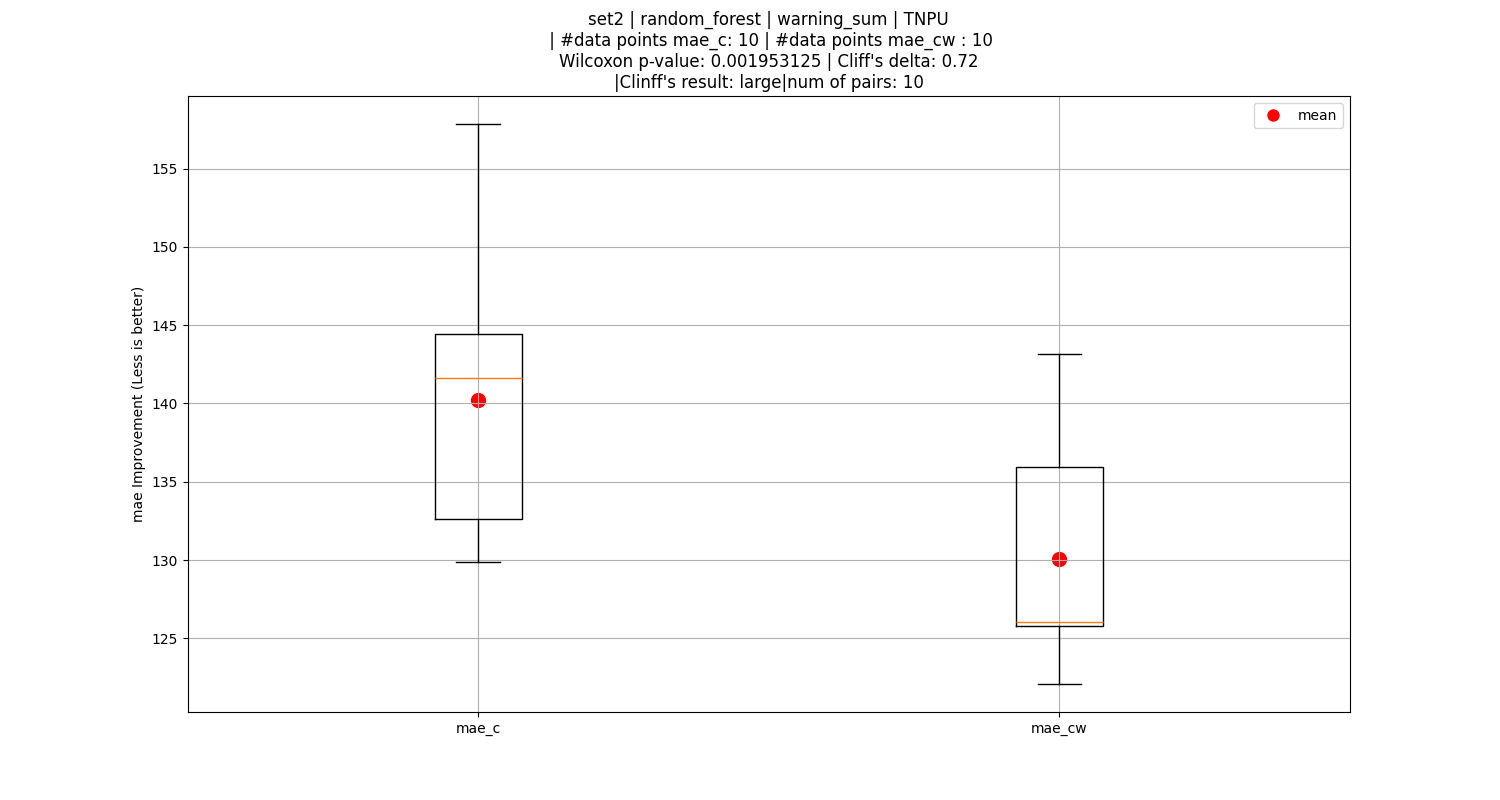 set2 | random_forest | warning_sum | TNPU
| #data points mae_c: 10 | #data points mae_cw : 10
Wilcoxon p-value: 0.001953125 | Cliff's delta: 0.72
|Clinff's result: large|num of pairs: 10
mean
155
150
145
140
135
130
125
mae Improvement (Less is better)
mae_c
mae_cw